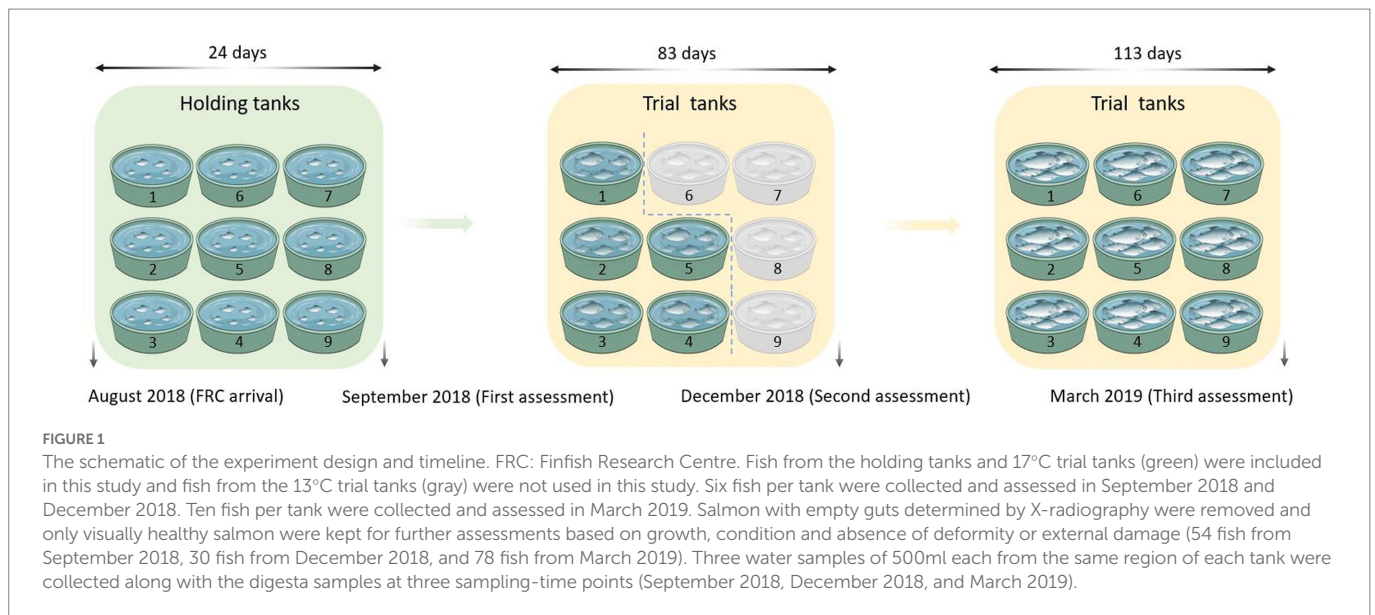 24 days
83 days
113 days
Holding tanks
Trial tanks
Trial tanks
1 6 7
2 5 8
3 4 9
1 6 7
2 5 8
3 4 9
1 6 7
2 5 8
3 4 9
August 2018 (FRC arrival)
September 2018 (First assessment)
December 2018 (Second assessment)
March 2019 (Third assessment)
FIGURE 1
The schematic of the experiment design and timeline. FRC: Finfish Research Centre. Fish from the holding tanks and 17°C trial tanks (green) were included
in this study and fish from the 13°C trial tanks (gray) were not used in this study. Six fish per tank were collected and assessed in September 2018 and
December 2018. Ten fish per tank were collected and assessed in March 2019. Salmon with empty guts determined by X-radiography were removed and
only visually healthy salmon were kept for further assessments based on growth, condition and absence of deformity or external damage (54 fish from
September 2018, 30 fish from December 2018, and 78 fish from March 2019). Three water samples of 500ml each from the same region of each tank were
collected along with the digesta samples at three sampling-time points (September 2018, December 2018, and March 2019).